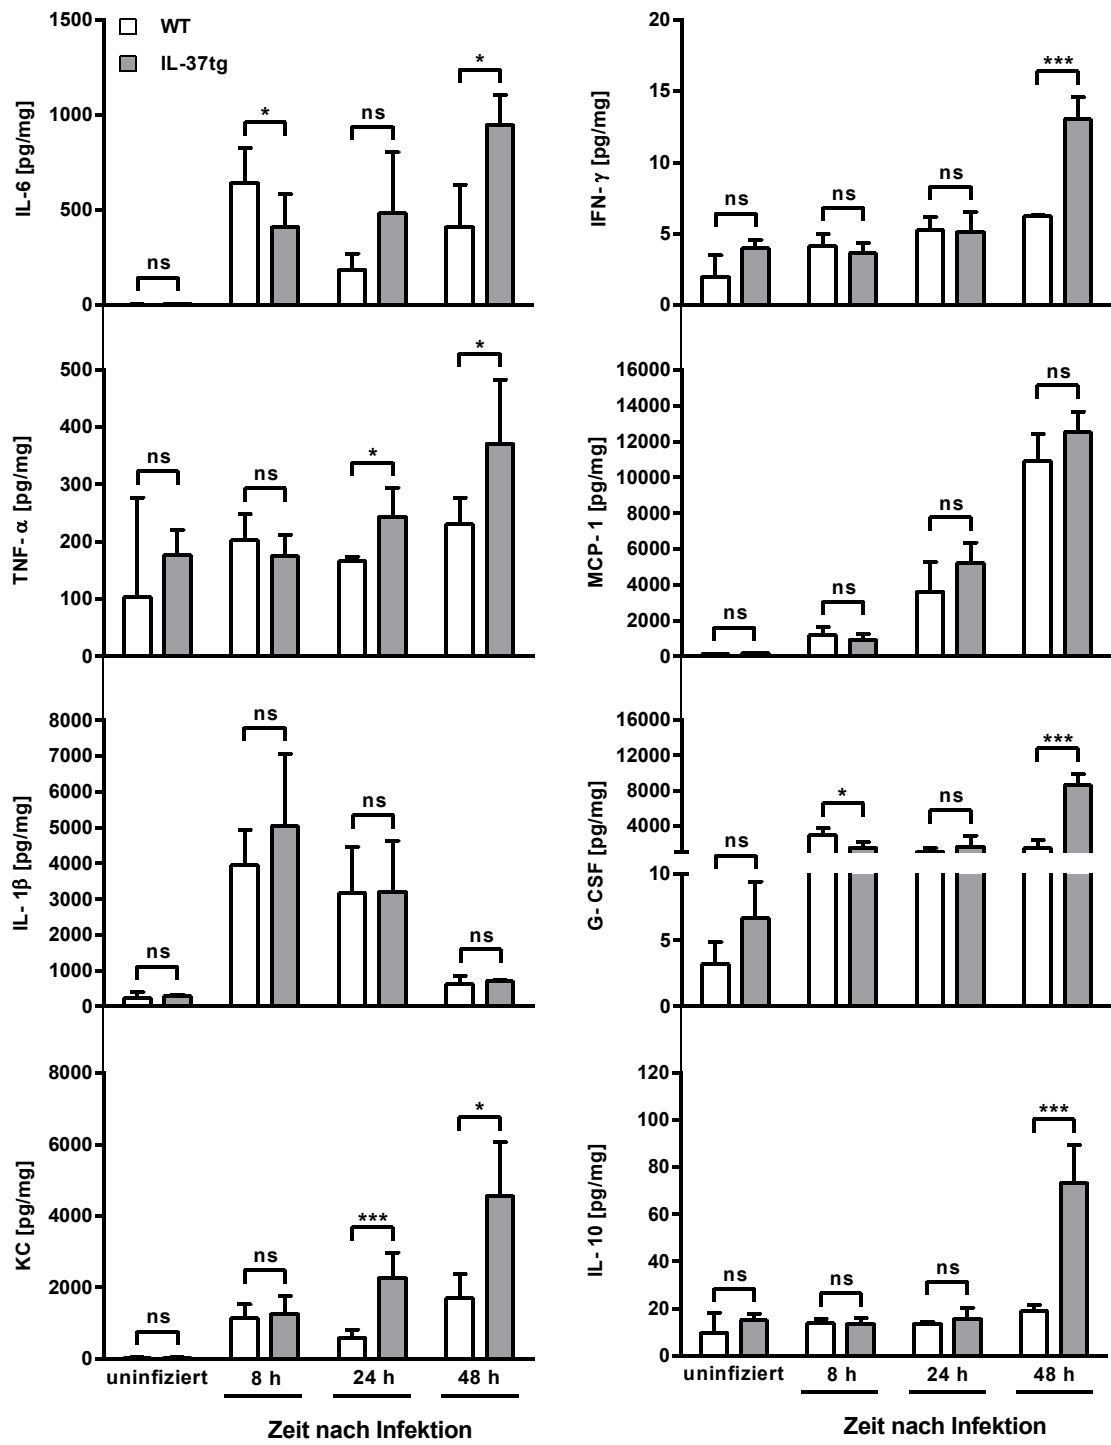 WT
IL-37tg
IL-6 [pg/mg]
1500
1000
500
0
ns
*
ns
*
IFN-γ [pg/mg]
20
15
10
5
0
ns
ns
ns
***
TNF-α [pg/mg]
500
400
300
200
100
0
ns
ns
*
*
MCP-1 [pg/mg]
16000
14000
12000
10000
8000
6000
4000
2000
0
ns
ns
ns
ns
IL-1β [pg/mg]
8000
7000
6000
5000
4000
3000
2000
1000
0
ns
ns
ns
ns
G-CSF [pg/mg]
16000
12000
8000
4000
10
5
0
ns
*
ns
***
KC [pg/mg]
8000
6000
4000
2000
0
ns
ns
***
*
uninfiziert 8 h 24 h 48 h
Zeit nach Infektion
IL-10 [pg/mg]
120
100
80
60
40
20
0
ns
ns
ns
***
uninfiziert 8 h 24 h 48 h
Zeit nach Infektion